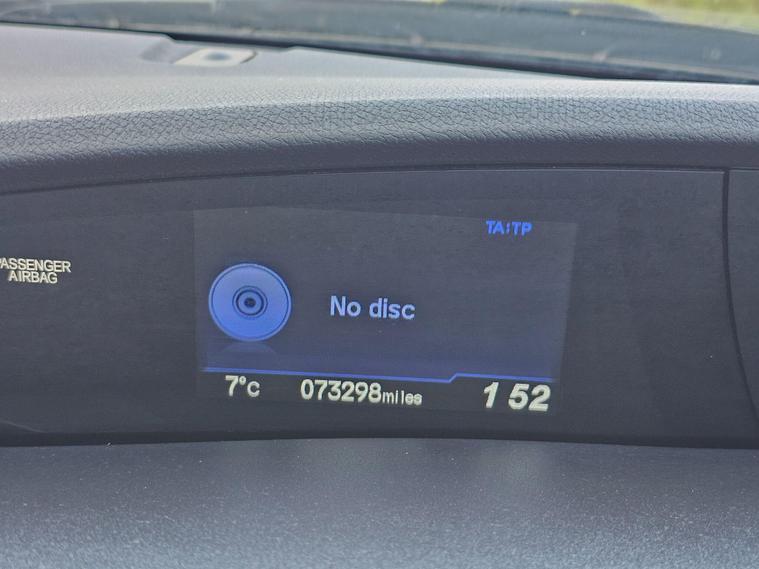 TA:TP
PASSENGER
AIRBAG
No disc
7°C 073298miles 1 52